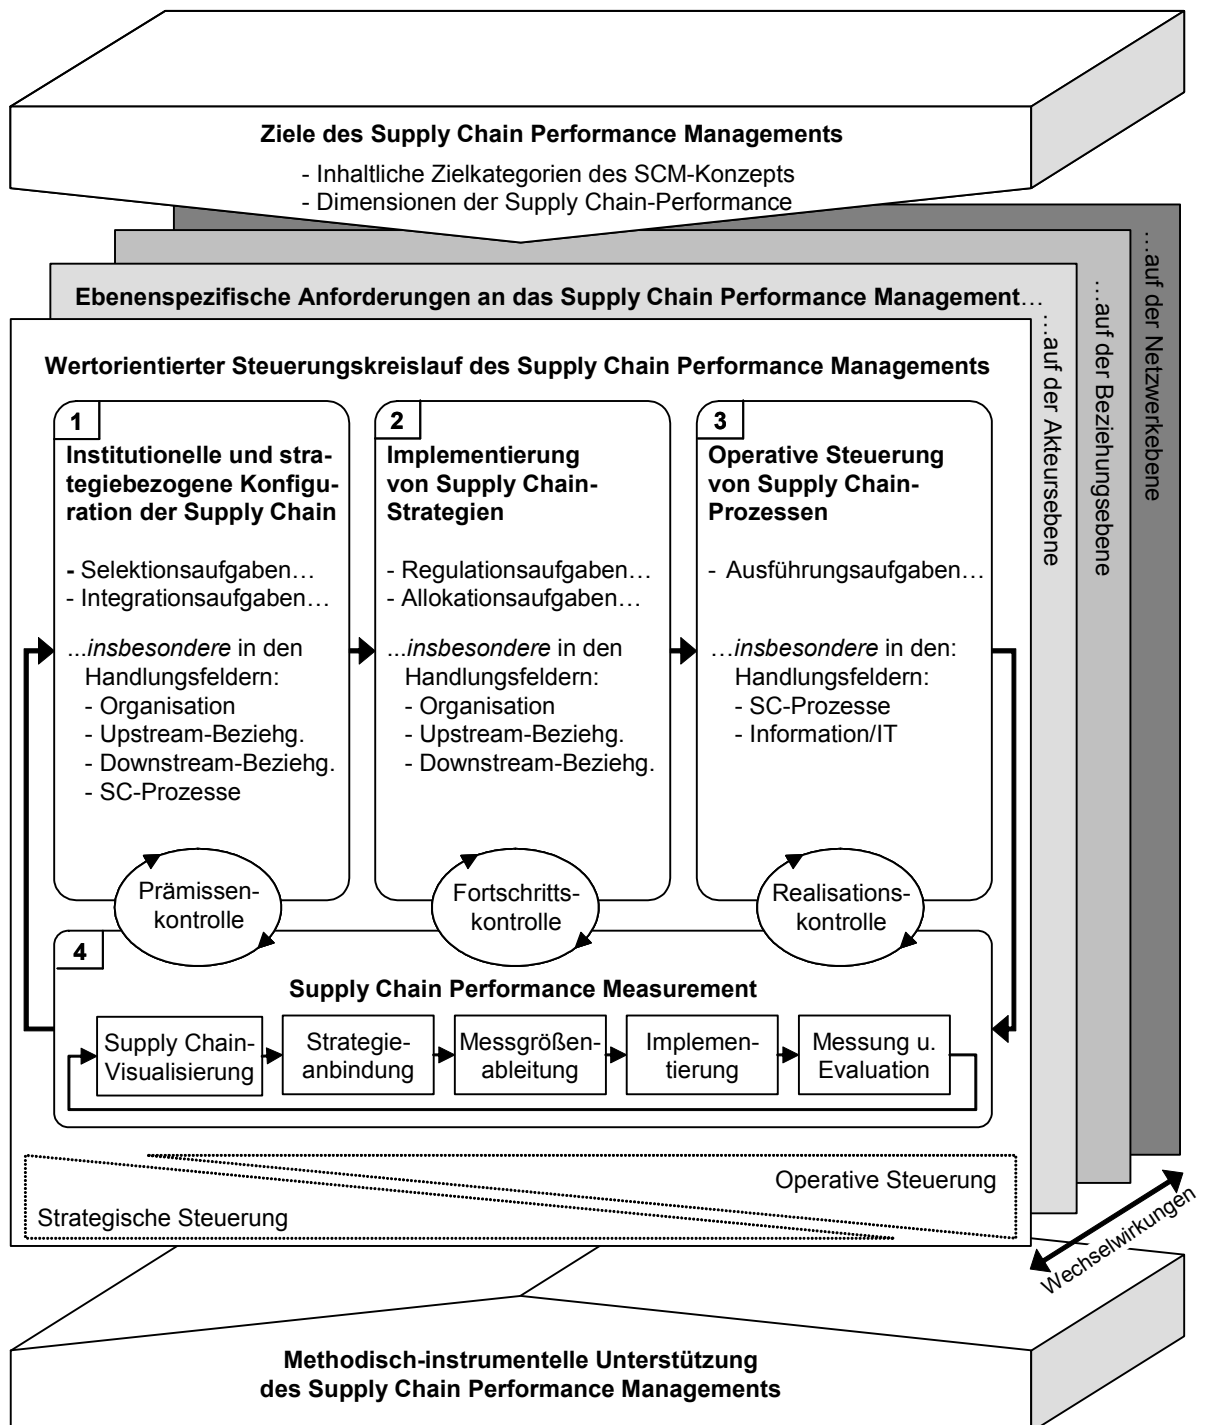 Ziele des Supply Chain Performance Managements
- Inhaltliche Zielkategorien des SCM-Konzepts
- Dimensionen der Supply Chain-Performance
…auf der Netzwerkebene
…auf der Beziehungsebene
…auf der Akteursebene
Ebenenspezifische Anforderungen an das Supply Chain Performance Management…
Wertorientierter Steuerungskreislauf des Supply Chain Performance Managements
1
Institutionelle und stra-
tegiebezogene Konfigu-
ration der Supply Chain
- Selektionsaufgaben…
- Integrationsaufgaben…
...insbesondere in den
Handlungsfeldern:
- Organisation
- Upstream-Beziehg.
- Downstream-Beziehg.
- SC-Prozesse
2
Implementierung
von Supply Chain-
Strategien
- Regulationsaufgaben…
- Allokationsaufgaben…
...insbesondere in den
Handlungsfeldern:
- Organisation
- Upstream-Beziehg.
- Downstream-Beziehg.
3
Operative Steuerung
von Supply Chain-
Prozessen
- Ausführungsaufgaben…
…insbesondere in den:
Handlungsfeldern:
- SC-Prozesse
- Information/IT
Prämissen-
kontrolle
Fortschritts-
kontrolle
Realisations-
kontrolle
4
Supply Chain Performance Measurement
Supply Chain-
Visualisierung
Strategie-
anbindung
Messgrößen-
ableitung
Implemen-
tierung
Messung u.
Evaluation
Operative Steuerung
Strategische Steuerung
Wechselwirkungen
Methodisch-instrumentelle Unterstützung
des Supply Chain Performance Managements